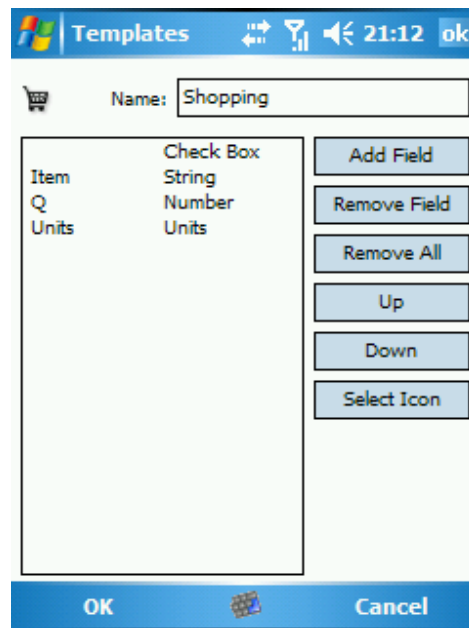 Templates 21:12 ok
Name: Shopping
Check Box
Item String
Q Number
Units Units
Add Field
Remove Field
Remove All
Up
Down
Select Icon
OK Cancel